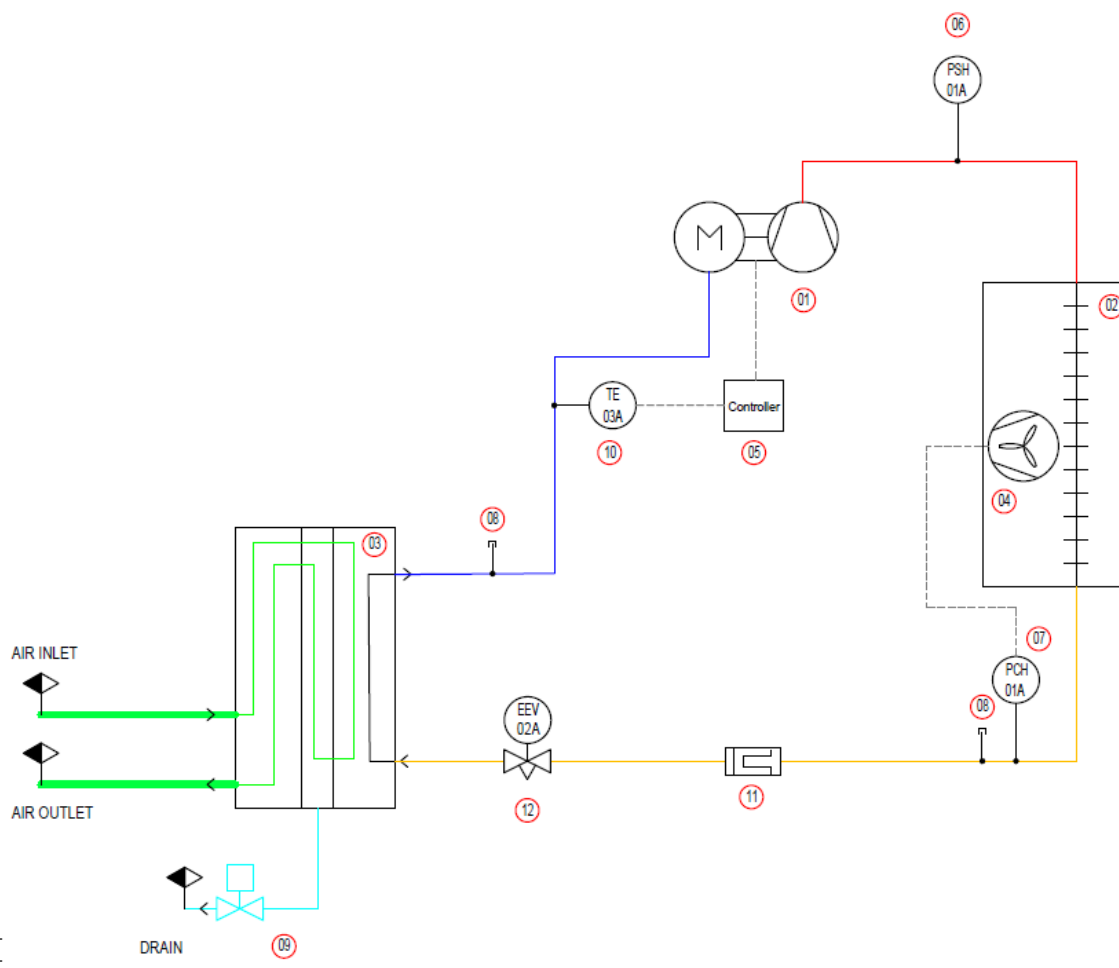 06
PSH
01A
M
01
02
TE
03A
Controller
10
05
04
08
03
AIR INLET
07
PCH
01A
EEV
02A
08
12
11
AIR OUTLET
DRAIN
09